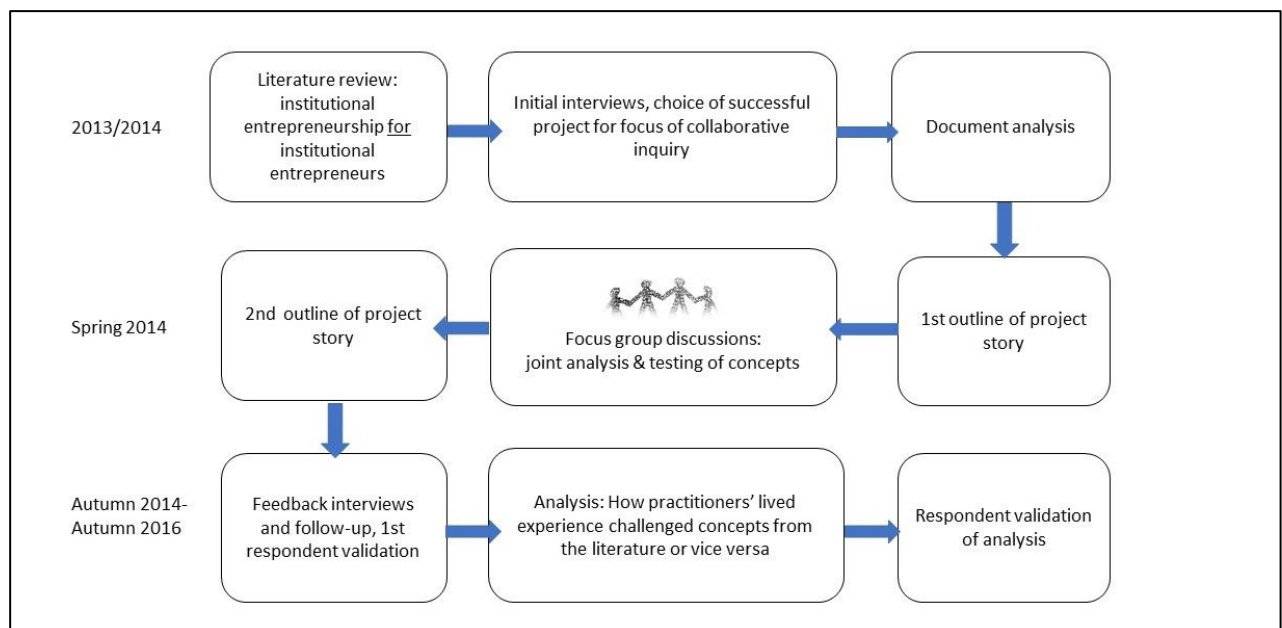 2013/2014
Literature review:
institutional
entrepreneurship for
institutional
entrepreneurs
Initial interviews, choice of successful
project for focus of collaborative
inquiry
Document analysis
Spring 2014
2nd outline of project
story
Focus group discussions:
joint analysis & testing of concepts
1st outline of project
story
Autumn 2014-
Autumn 2016
Feedback interviews
and follow-up, 1st
respondent validation
Analysis: How practitioners’ lived
experience challenged concepts from
the literature or vice versa
Respondent validation
of analysis